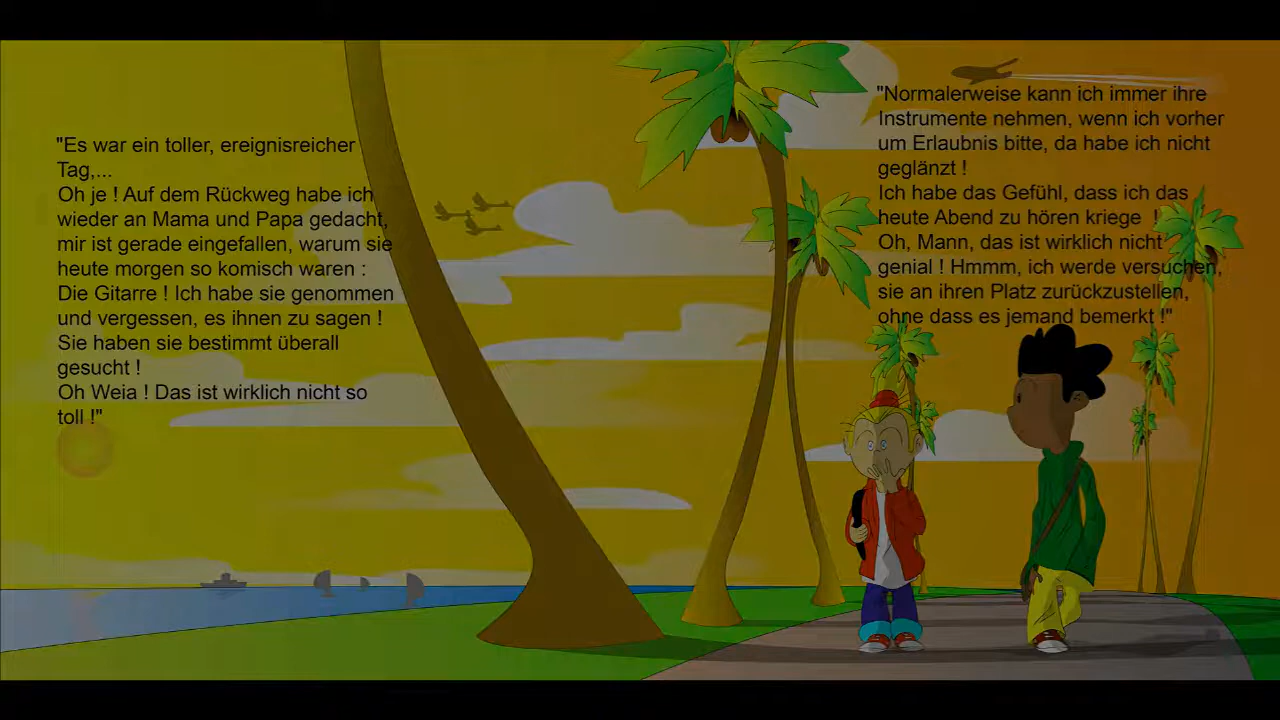 "Es war ein toller, ereignisreicher
Tag,...
Oh je ! Auf dem Rückweg habe ich
wieder an Mama und Papa gedacht,
mir ist gerade eingefallen, warum sie
heute morgen so komisch waren :
Die Gitarre ! Ich habe sie genommen
und vergessen, es ihnen zu sagen !
Sie haben sie bestimmt überall
gesucht !
Oh Weia ! Das ist wirklich nicht so
toll !"
"Normalerweise kann ich immer ihre
Instrumente nehmen, wenn ich vorher
um Erlaubnis bitte, da habe ich nicht
geglänzt !
Ich habe das Gefühl, dass ich das
heute Abend zu hören kriege !
Oh, Mann, das ist wirklich nicht
genial ! Hmmm, ich werde versuchen,
sie an ihren Platz zurückzustellen,
ohne dass es jemand bemerkt !"